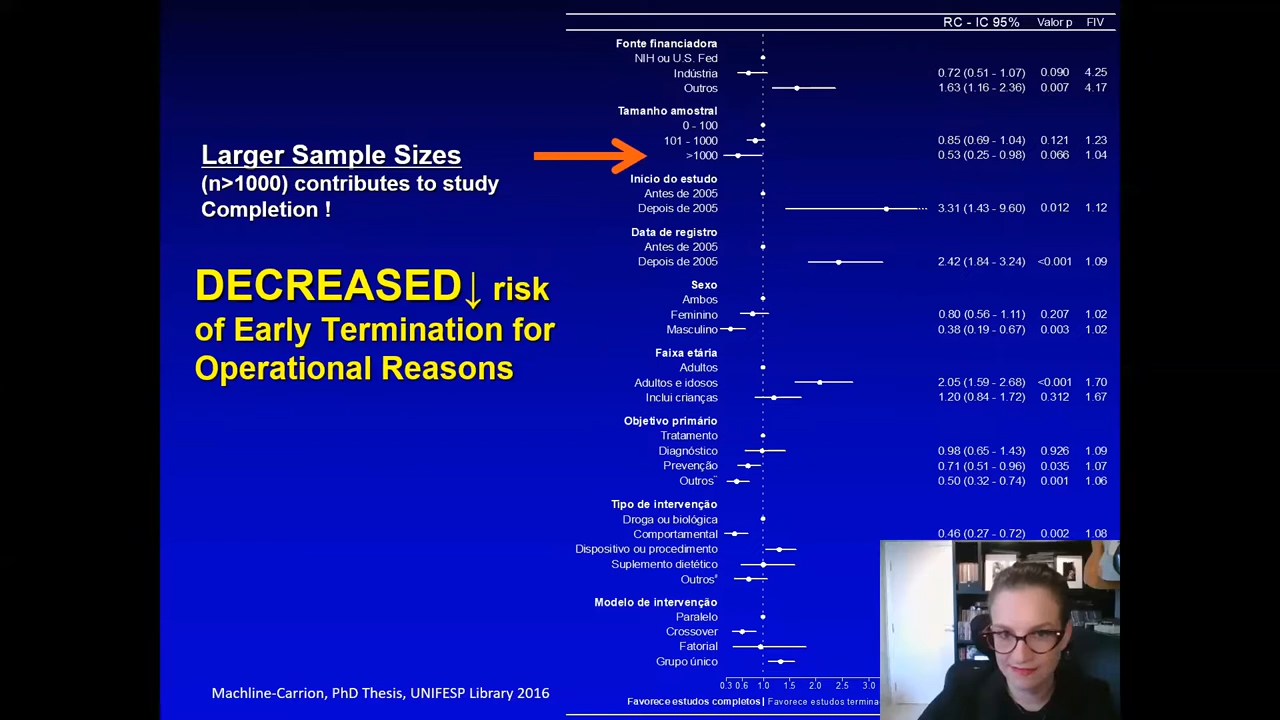 RC - IC 95% Valor p FIV
Fonte financiadora
NIH ou U.S. Fed
Indústria 0.72 (0.51 - 1.07) 0.090 4.25
Outros 1.63 (1.16 - 2.36) 0.007 4.17
Tamanho amostral
0 - 100
101 - 1000 0.85 (0.69 - 1.04) 0.121 1.23
>1000 0.53 (0.25 - 0.98) 0.066 1.04
Larger Sample Sizes
(n>1000) contributes to study
Completion !
DECREASED↓ risk
of Early Termination for
Operational Reasons
Inicio do estudo
Antes de 2005
Depois de 2005 3.31 (1.43 - 9.60) 0.012 1.12
Data de registro
Antes de 2005
Depois de 2005 2.42 (1.84 - 3.24) <0.001 1.09
Sexo
Ambos
Feminino 0.80 (0.56 - 1.11) 0.207 1.02
Masculino 0.38 (0.19 - 0.67) 0.003 1.02
Faixa etária
Adultos
Adultos e idosos 2.05 (1.59 - 2.68) <0.001 1.70
Inclui crianças 1.20 (0.84 - 1.72) 0.312 1.67
Objetivo primário
Tratamento
Diagnóstico 0.98 (0.65 - 1.43) 0.926 1.09
Prevenção 0.71 (0.51 - 0.96) 0.035 1.07
Outros 0.50 (0.32 - 0.74) 0.001 1.06
Tipo de intervenção
Droga ou biológica
Comportamental 0.46 (0.27 - 0.72) 0.002 1.08
Dispositivo ou procedimento
Suplemento dietético
Outros
Modelo de intervenção
Paralelo
Crossover
Fatorial
Grupo único
0.3 0.6 1.0 1.5 2.0 2.5 3.0
Favorece estudos completos | Favorece estudos termina
Machline-Carrion, PhD Thesis, UNIFESP Library 2016